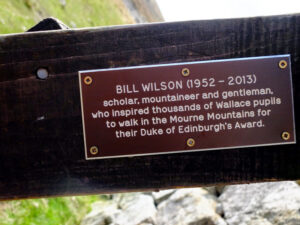 BILL WILSON (1952 – 2013)
scholar, mountaineer and gentleman,
who inspired thousands of Wallace pupils
to walk in the Mourne Mountains for
their Duke of Edinburgh's Award.